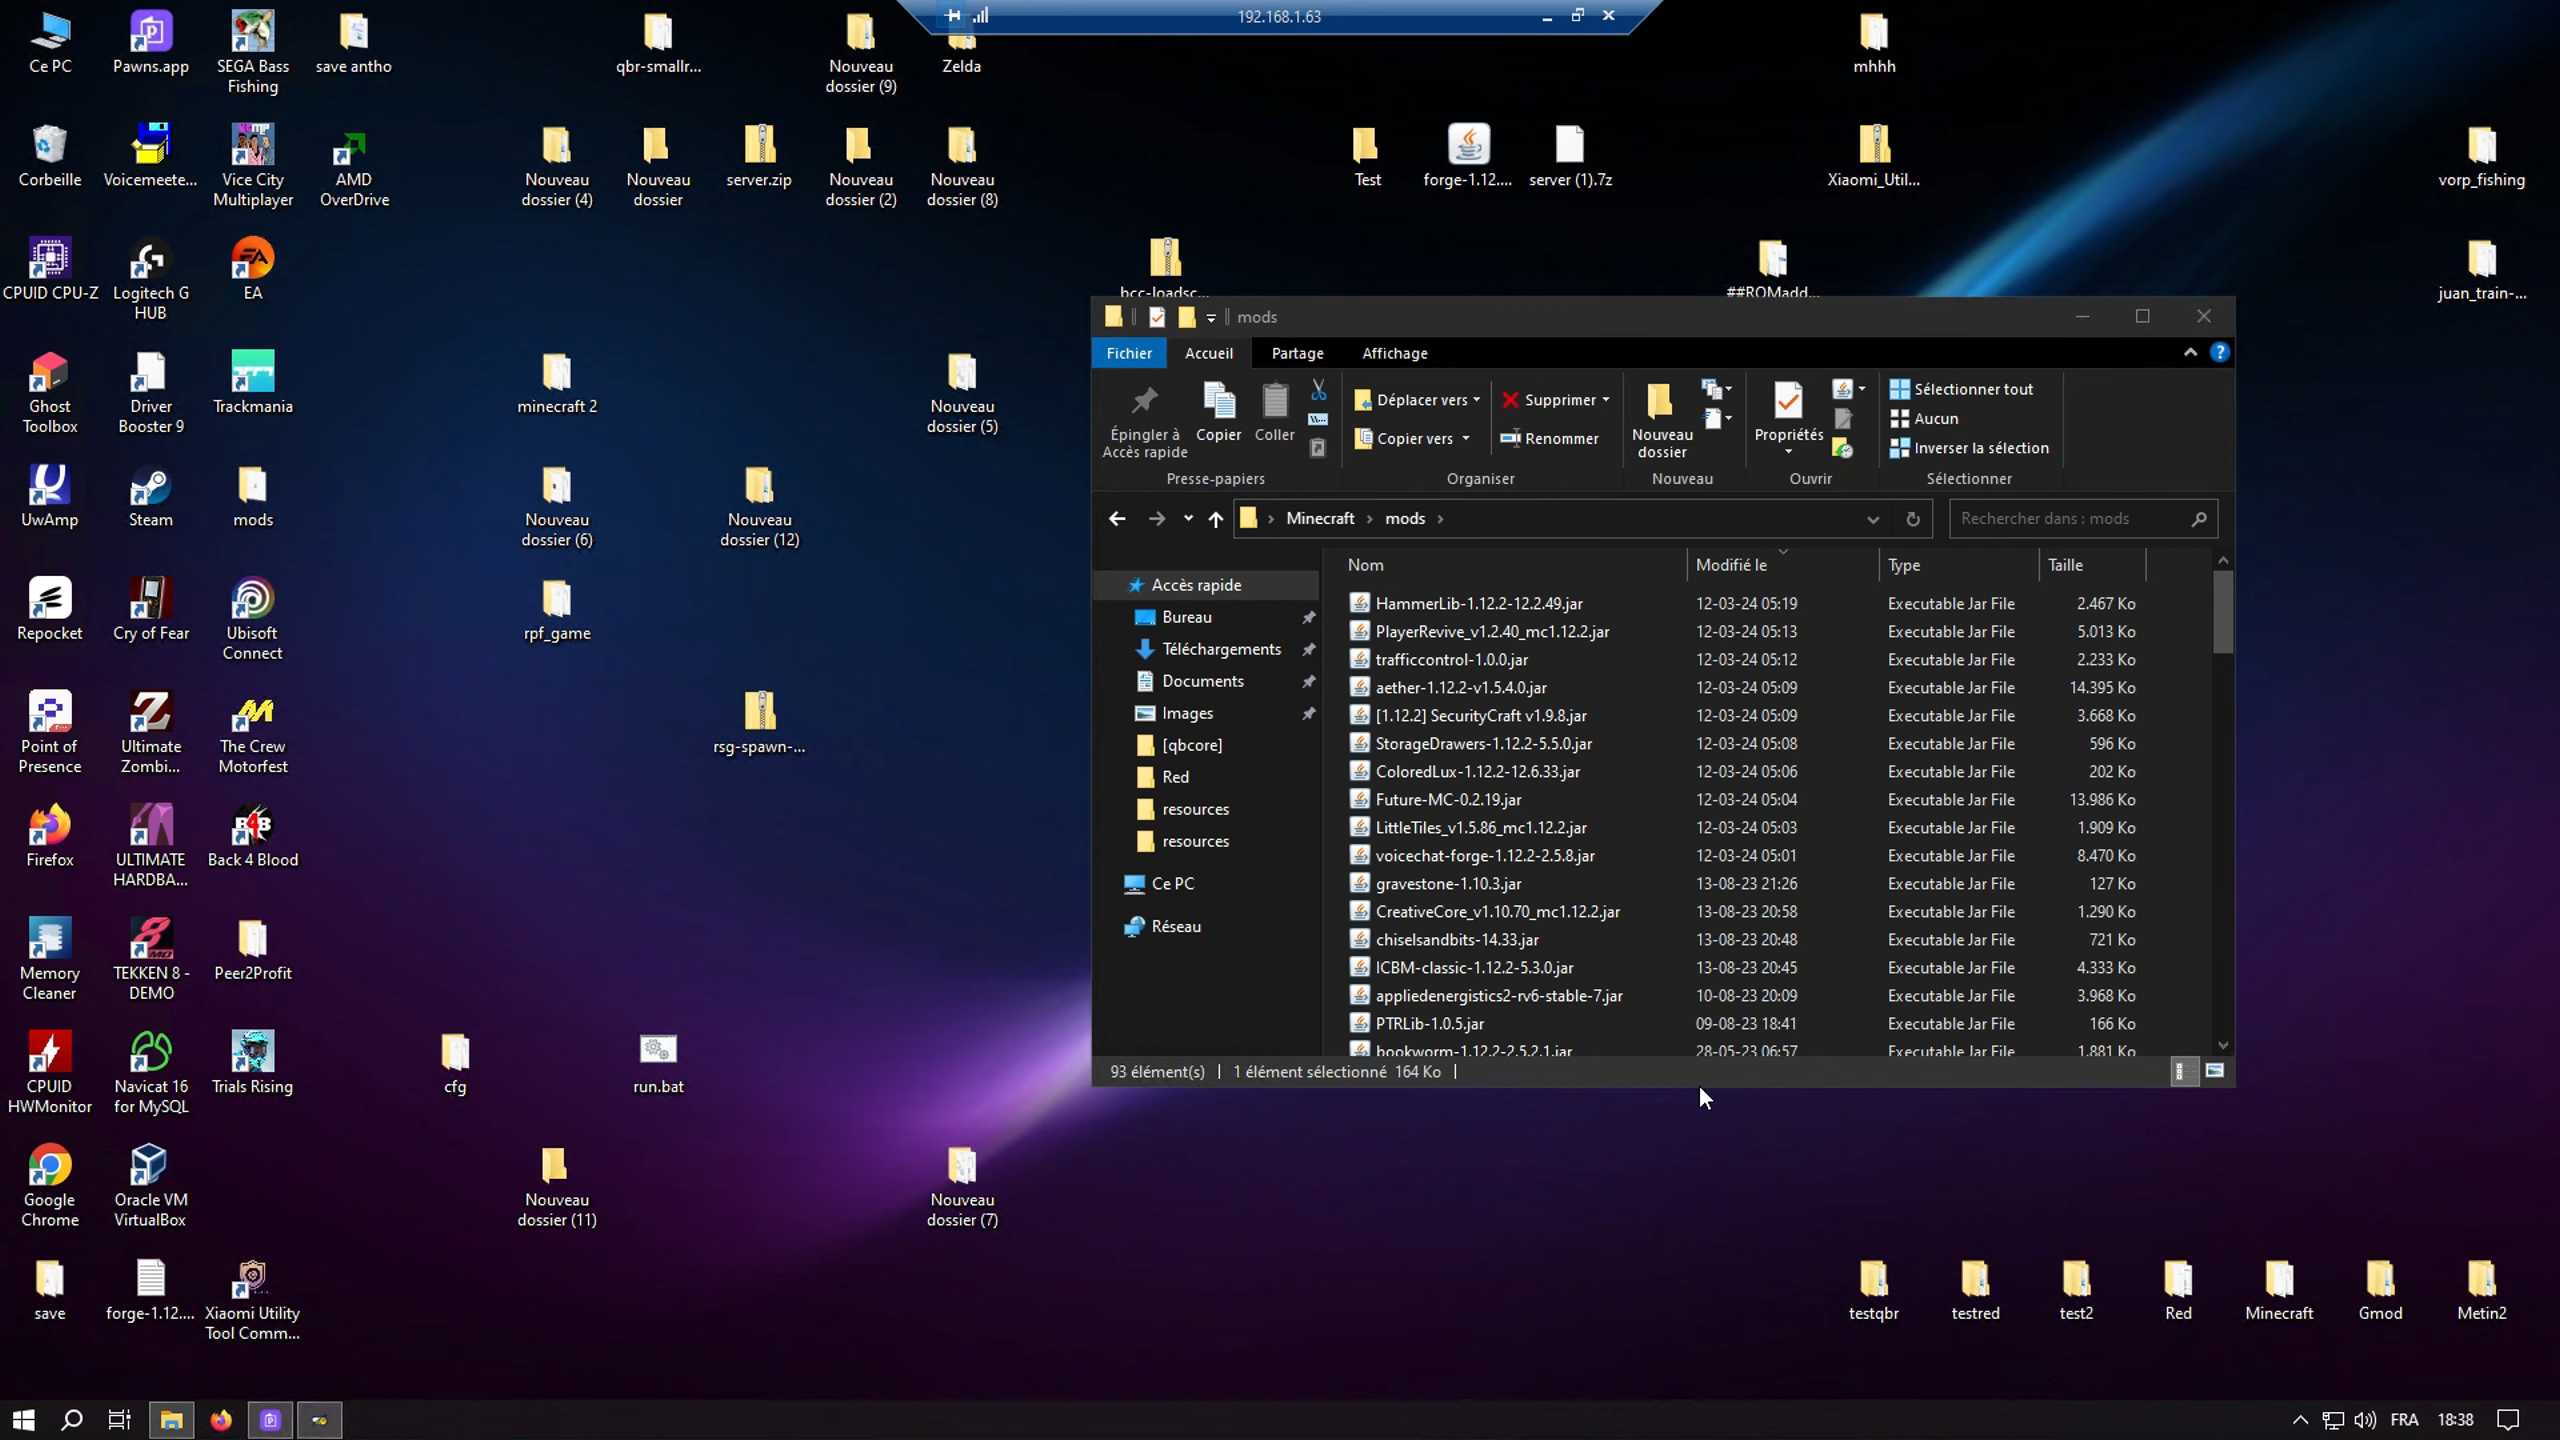 192.168.1.63
Ce PC
Pawns.app
SEGA Bass
Fishing
save antho
qbr-smallr...
Nouveau
dossier (9)
Zelda
mhhh
Corbeille
Voicemeete...
Vice City
Multiplayer
AMD
OverDrive
Nouveau
dossier (4)
Nouveau
dossier
server.zip
Nouveau
dossier (2)
Nouveau
dossier (8)
Test
forge-1.12....
server (1).7z
Xiaomi_Util...
vorp_fishing
CPUID CPU-Z
Logitech G
HUB
EA
bcc-loadsc...
##ROMadd...
juan_train-...
Ghost
Toolbox
Driver
Booster 9
Trackmania
minecraft 2
Nouveau
dossier (5)
UwAmp
Steam
mods
Nouveau
dossier (6)
Nouveau
dossier (12)
Repocket
Cry of Fear
Ubisoft
Connect
rpf_game
Point of
Presence
Ultimate
Zombi...
The Crew
Motorfest
rsg-spawn-...
Firefox
ULTIMATE
HARDBA...
Back 4 Blood
Memory
Cleaner
TEKKEN 8 -
DEMO
Peer2Profit
CPUID
HWMonitor
Navicat 16
for MySQL
Trials Rising
cfg
run.bat
Google
Chrome
Oracle VM
VirtualBox
Nouveau
dossier (11)
Nouveau
dossier (7)
save
forge-1.12....
Xiaomi Utility
Tool Comm...
testqbr
testred
test2
Red
Minecraft
Gmod
Metin2
mods
Fichier
Accueil
Partage
Affichage
Épingler à
Accès rapide
Copier
Coller
Presse-papiers
Déplacer vers
Copier vers
Supprimer
Renommer
Organiser
Nouveau
dossier
Nouveau
Propriétés
Ouvrir
Sélectionner tout
Aucun
Inverser la sélection
Sélectionner
Minecraft
mods
Rechercher dans : mods
Accès rapide
Bureau
Téléchargements
Documents
Images
[qbcore]
Red
resources
resources
Ce PC
Réseau
Nom Modifié le Type Taille
HammerLib-1.12.2-12.2.49.jar 12-03-24 05:19 Executable Jar File 2.467 Ko
PlayerRevive_v1.2.40_mc1.12.2.jar 12-03-24 05:13 Executable Jar File 5.013 Ko
trafficcontrol-1.0.0.jar 12-03-24 05:12 Executable Jar File 2.233 Ko
aether-1.12.2-v1.5.4.0.jar 12-03-24 05:09 Executable Jar File 14.395 Ko
[1.12.2] SecurityCraft v1.9.8.jar 12-03-24 05:09 Executable Jar File 3.668 Ko
StorageDrawers-1.12.2-5.5.0.jar 12-03-24 05:08 Executable Jar File 596 Ko
ColoredLux-1.12.2-12.6.33.jar 12-03-24 05:06 Executable Jar File 202 Ko
Future-MC-0.2.19.jar 12-03-24 05:04 Executable Jar File 13.986 Ko
LittleTiles_v1.5.86_mc1.12.2.jar 12-03-24 05:03 Executable Jar File 1.909 Ko
voicechat-forge-1.12.2-2.5.8.jar 12-03-24 05:01 Executable Jar File 8.470 Ko
gravestone-1.10.3.jar 13-08-23 21:26 Executable Jar File 127 Ko
CreativeCore_v1.10.70_mc1.12.2.jar 13-08-23 20:58 Executable Jar File 1.290 Ko
chiselsandbits-14.33.jar 13-08-23 20:48 Executable Jar File 721 Ko
ICBM-classic-1.12.2-5.3.0.jar 13-08-23 20:45 Executable Jar File 4.333 Ko
appliedenergistics2-rv6-stable-7.jar 10-08-23 20:09 Executable Jar File 3.968 Ko
PTRLib-1.0.5.jar 09-08-23 18:41 Executable Jar File 166 Ko
bookworm-1.12.2-2.5.2.1.jar 28-05-23 06:57 Executable Jar File 1.881 Ko
93 élément(s)
1 élément sélectionné 164 Ko
FRA
18:38